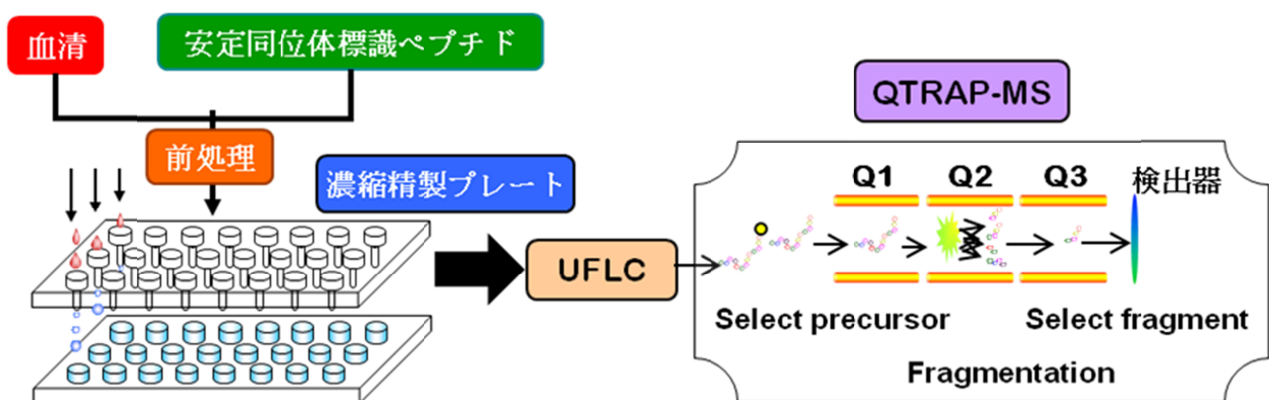 血清
安定同位体標識ペプチド
前処理
濃縮精製プレート
UFLC
QTRAP-MS
Q1
Q2
Q3
検出器
Select precursor
Select fragment
Fragmentation